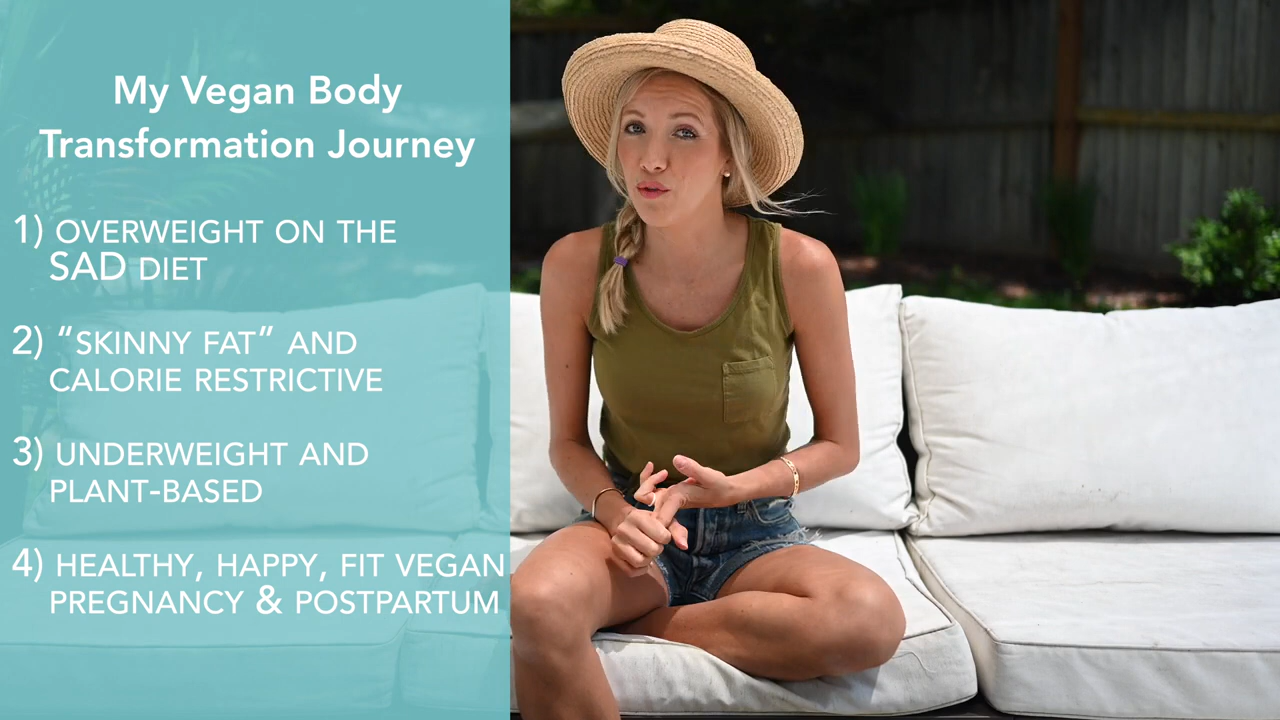 My Vegan Body
Transformation Journey
1) OVERWEIGHT ON THE
SAD DIET
2) “SKINNY FAT” AND
CALORIE RESTRICTIVE
3) UNDERWEIGHT AND
PLANT-BASED
4) HEALTHY, HAPPY, FIT VEGAN
PREGNANCY & POSTPARTUM